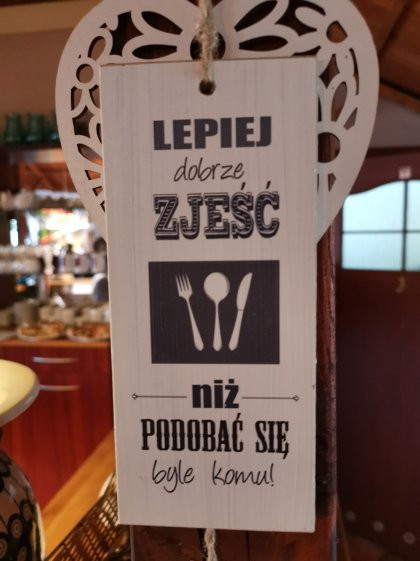 LEPIEJ
dobrze
ZJEŚĆ
niż
PODOBAĆ SIĘ
byle komu!